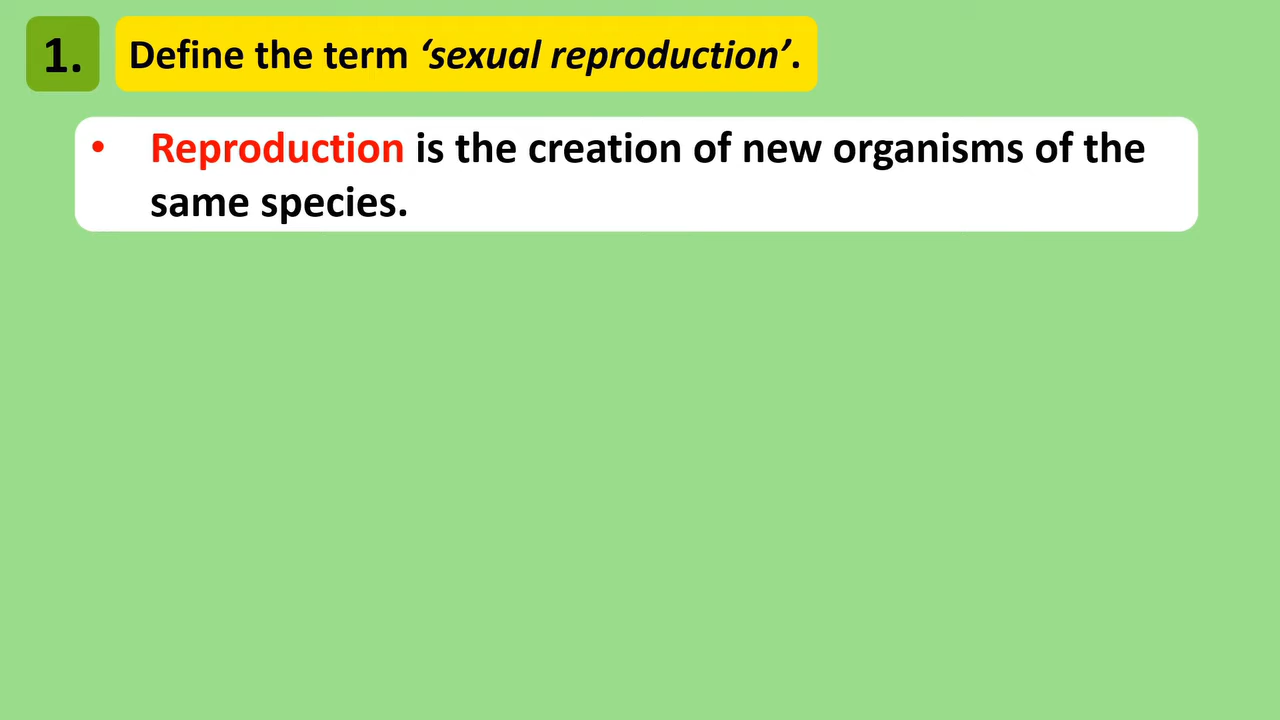 1. Define the term ‘sexual reproduction’.
• Reproduction is the creation of new organisms of the
same species.